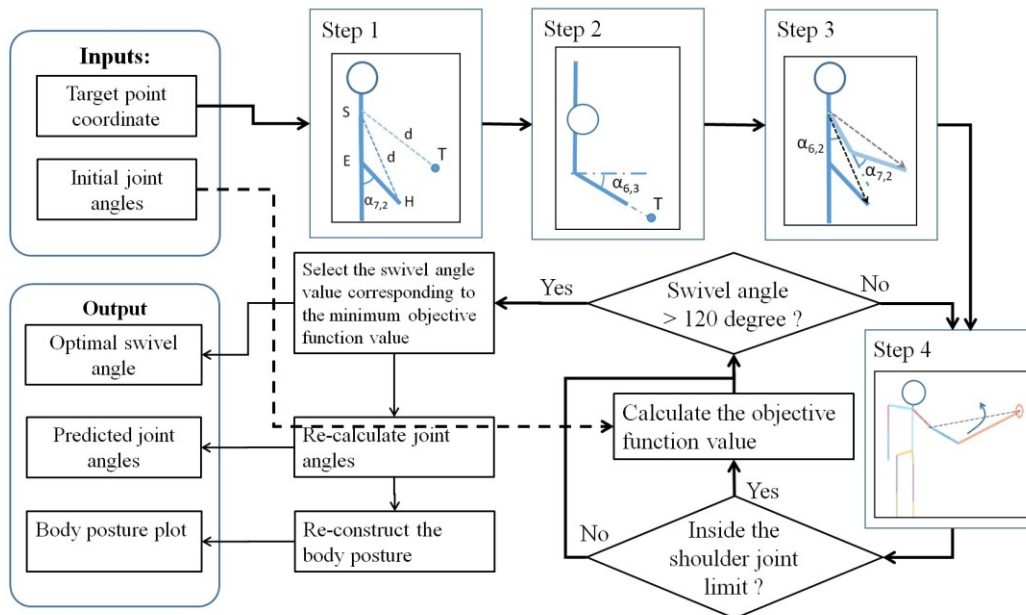 Inputs:
Target point
coordinate
Initial joint
angles
Step 1
S
d
d
T
E
α7,2
H
Step 2
α6,3
T
Step 3
α6,2
α7,2
Output
Optimal swivel
angle
Predicted joint
angles
Body posture plot
Select the swivel angle
value corresponding to
the minimum objective
function value
Re-calculate joint
angles
Re-construct the
body posture
Yes
Swivel angle
> 120 degree ?
No
Calculate the objective
function value
Yes
No
Inside the
shoulder joint
limit ?
Step 4